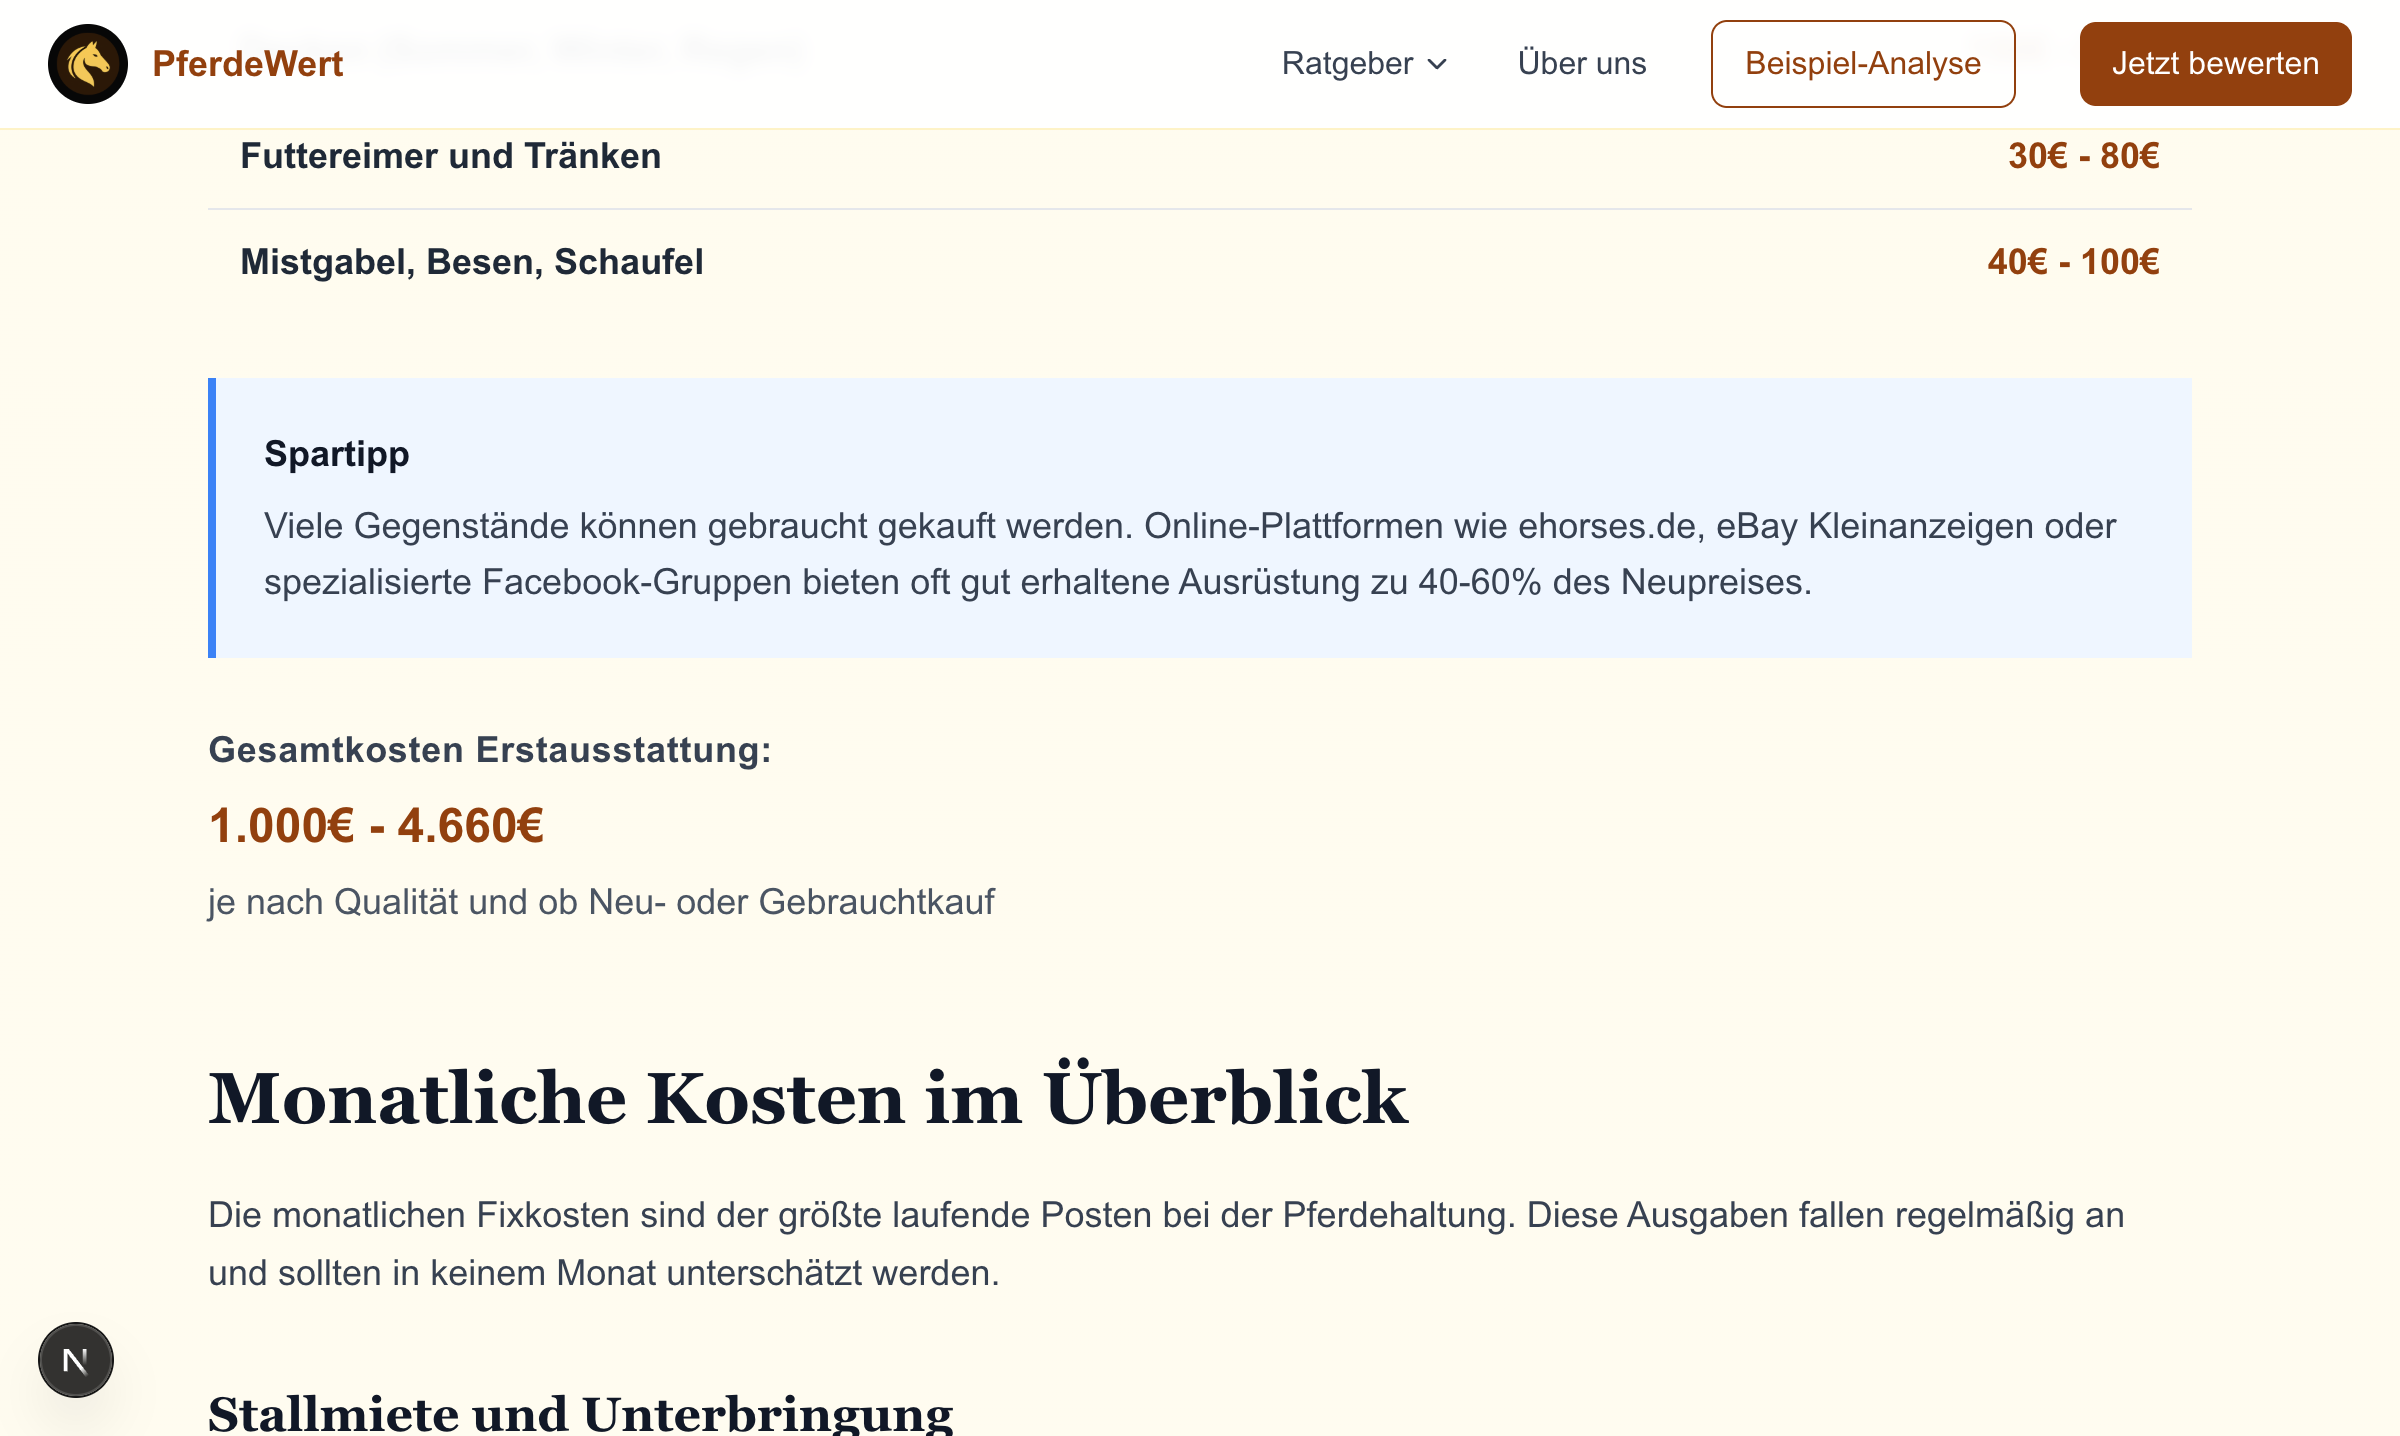 PferdeWert
Ratgeber
Über uns
Beispiel-Analyse
Jetzt bewerten
Futtereimer und Tränken
30€ - 80€
Mistgabel, Besen, Schaufel
40€ - 100€
Spartipp
Viele Gegenstände können gebraucht gekauft werden. Online-Plattformen wie ehorses.de, eBay Kleinanzeigen oder
spezialisierte Facebook-Gruppen bieten oft gut erhaltene Ausrüstung zu 40-60% des Neupreises.
Gesamtkosten Erstausstattung:
1.000€ - 4.660€
je nach Qualität und ob Neu- oder Gebrauchtkauf
Monatliche Kosten im Überblick
Die monatlichen Fixkosten sind der größte laufende Posten bei der Pferdehaltung. Diese Ausgaben fallen regelmäßig an
und sollten in keinem Monat unterschätzt werden.
N
Stallmiete und Unterbringung